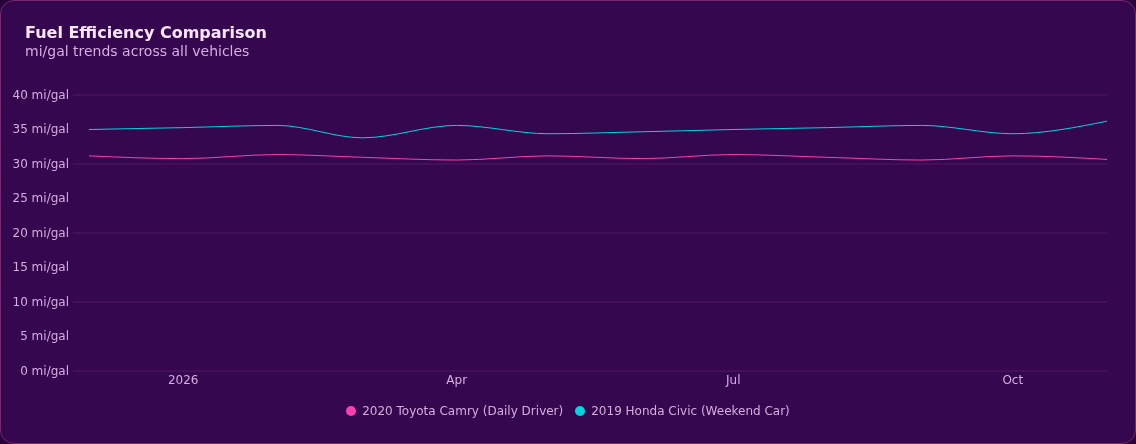 Fuel Efficiency Comparison
mi/gal trends across all vehicles
40 mi/gal
35 mi/gal
30 mi/gal
25 mi/gal
20 mi/gal
15 mi/gal
10 mi/gal
5 mi/gal
0 mi/gal
2026 Apr Jul Oct
2020 Toyota Camry (Daily Driver) 2019 Honda Civic (Weekend Car)